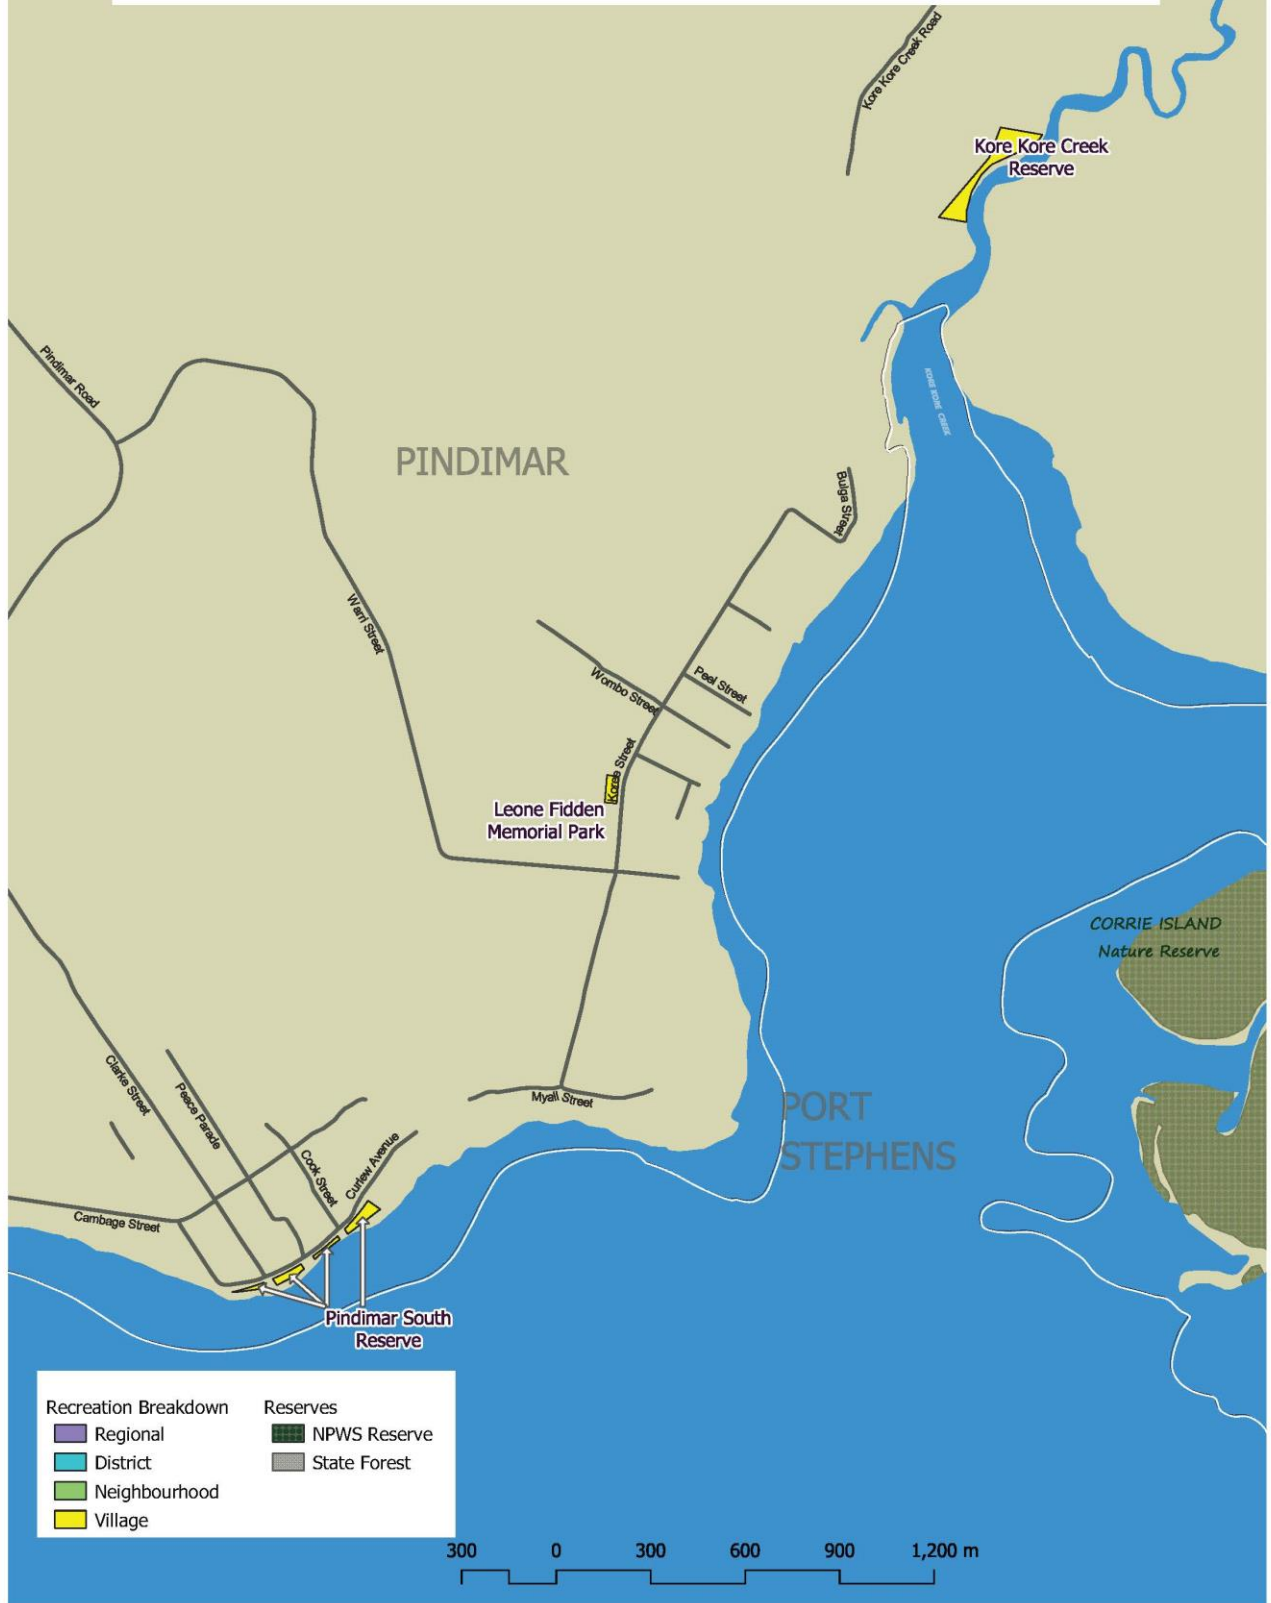 Kore Kore Creek Road
Kore Kore Creek
Reserve
Pindimar Road
KORE KORE CREEK
PINDIMAR
Bulga Street
Warri Street
Wombo Street
Peel Street
Koree Street
Leone Fidden
Memorial Park
CORRIE ISLAND
Nature Reserve
Clarke Street
Peace Parade
Myall Street
PORT
STEPHENS
Cook Street
Curlew Avenue
Cambage Street
Pindimar South
Reserve
Recreation Breakdown
Regional
District
Neighbourhood
Village
Reserves
NPWS Reserve
State Forest
300 0 300 600 900 1,200 m